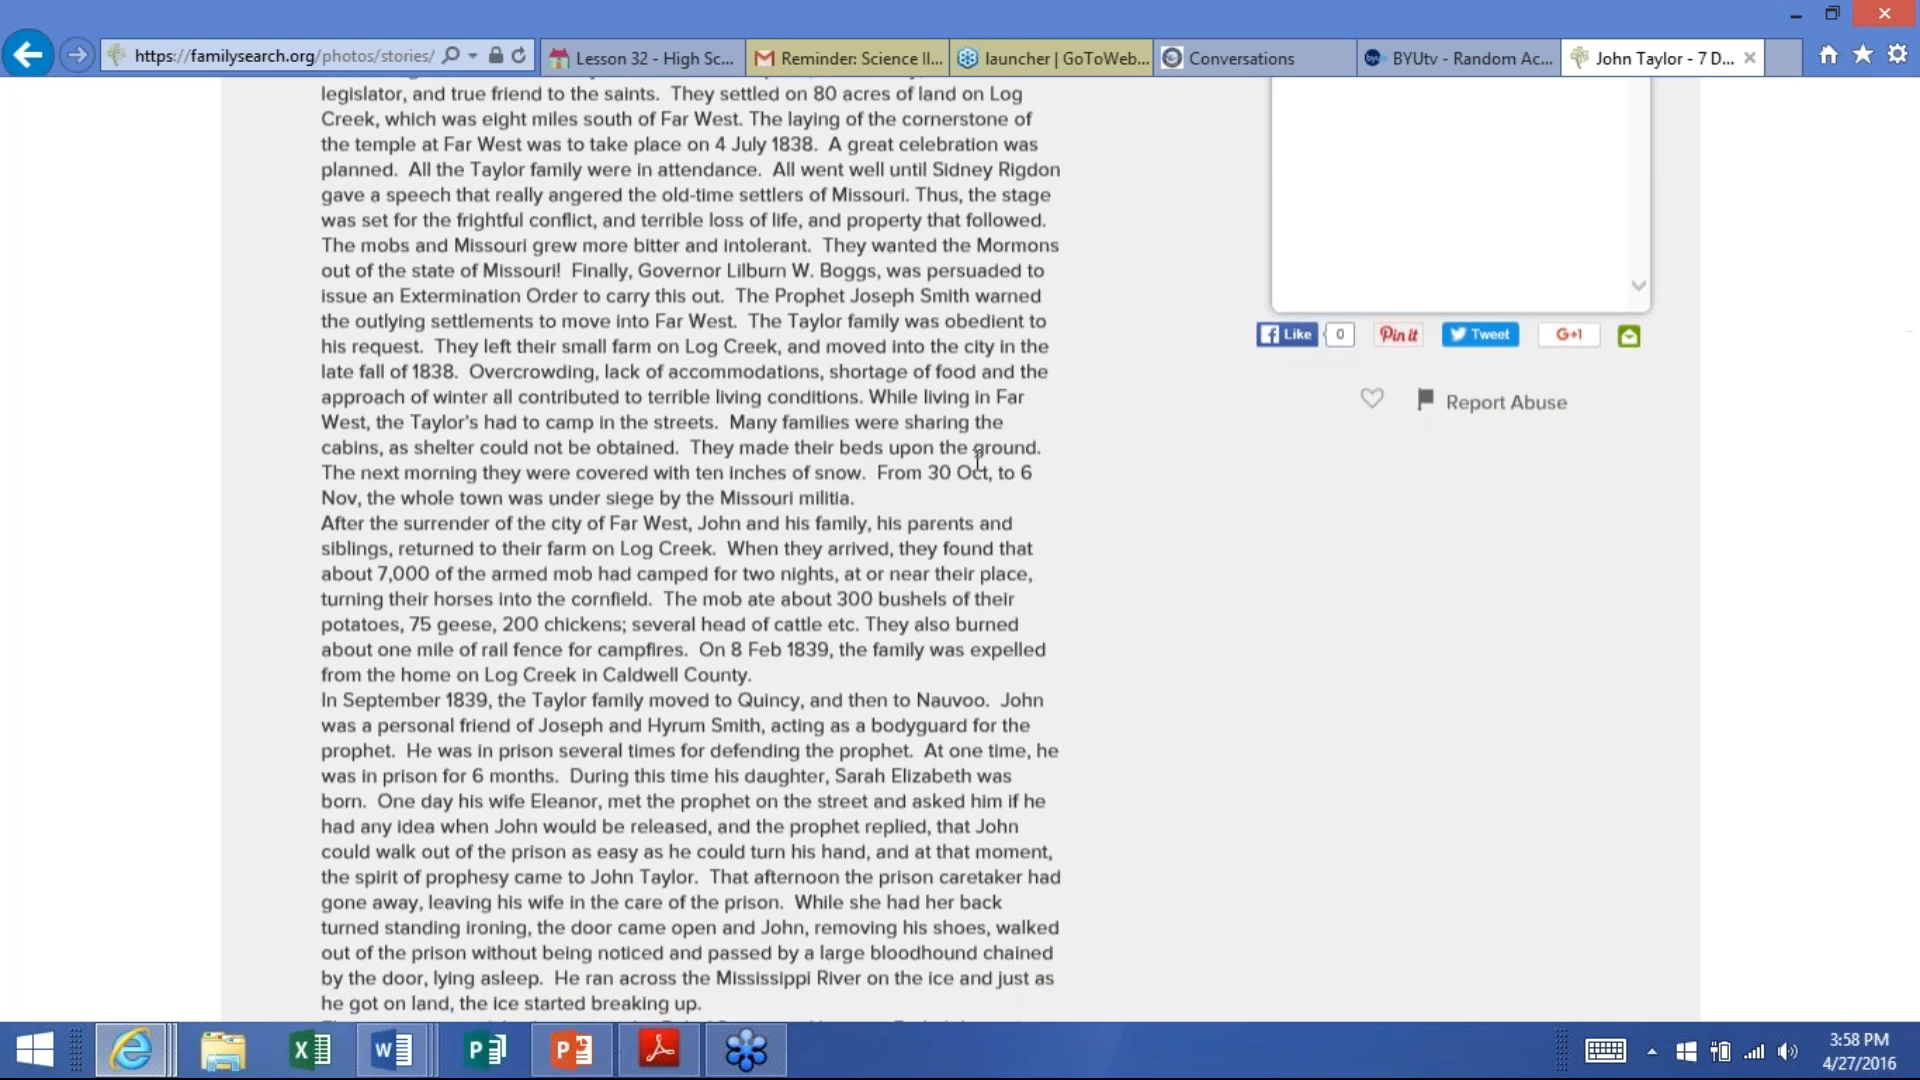 https://familysearch.org/photos/stories/
Lesson 32 - High Sc...
Reminder: Science II...
launcher | GoToWeb...
Conversations
BYUtv - Random Ac...
John Taylor - 7 D...
legislator, and true friend to the saints. They settled on 80 acres of land on Log
Creek, which was eight miles south of Far West. The laying of the cornerstone of
the temple at Far West was to take place on 4 July 1838. A great celebration was
planned. All the Taylor family were in attendance. All went well until Sidney Rigdon
gave a speech that really angered the old-time settlers of Missouri. Thus, the stage
was set for the frightful conflict, and terrible loss of life, and property that followed.
The mobs and Missouri grew more bitter and intolerant. They wanted the Mormons
out of the state of Missouri! Finally, Governor Lilburn W. Boggs, was persuaded to
issue an Extermination Order to carry this out. The Prophet Joseph Smith warned
the outlying settlements to move into Far West. The Taylor family was obedient to
his request. They left their small farm on Log Creek, and moved into the city in the
late fall of 1838. Overcrowding, lack of accommodations, shortage of food and the
approach of winter all contributed to terrible living conditions. While living in Far
West, the Taylor's had to camp in the streets. Many families were sharing the
cabins, as shelter could not be obtained. They made their beds upon the ground.
The next morning they were covered with ten inches of snow. From 30 Oct, to 6
Nov, the whole town was under siege by the Missouri militia.
After the surrender of the city of Far West, John and his family, his parents and
siblings, returned to their farm on Log Creek. When they arrived, they found that
about 7,000 of the armed mob had camped for two nights, at or near their place,
turning their horses into the cornfield. The mob ate about 300 bushels of their
potatoes, 75 geese, 200 chickens; several head of cattle etc. They also burned
about one mile of rail fence for campfires. On 8 Feb 1839, the family was expelled
from the home on Log Creek in Caldwell County.
In September 1839, the Taylor family moved to Quincy, and then to Nauvoo. John
was a personal friend of Joseph and Hyrum Smith, acting as a bodyguard for the
prophet. He was in prison several times for defending the prophet. At one time, he
was in prison for 6 months. During this time his daughter, Sarah Elizabeth was
born. One day his wife Eleanor, met the prophet on the street and asked him if he
had any idea when John would be released, and the prophet replied, that John
could walk out of the prison as easy as he could turn his hand, and at that moment,
the spirit of prophesy came to John Taylor. That afternoon the prison caretaker had
gone away, leaving his wife in the care of the prison. While she had her back
turned standing ironing, the door came open and John, removing his shoes, walked
out of the prison without being noticed and passed by a large bloodhound chained
by the door, lying asleep. He ran across the Mississippi River on the ice and just as
he got on land, the ice started breaking up.
Like
0
Pin it
Tweet
G+1
Report Abuse
3:58 PM
4/27/2016